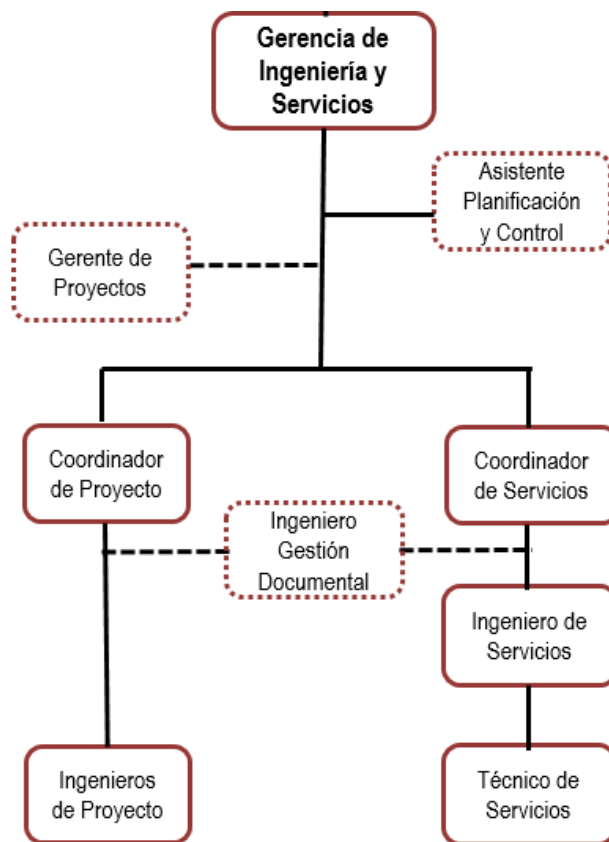 Gerencia de
Ingeniería y
Servicios
Asistente
Planificación
y Control
Gerente de
Proyectos
Coordinador
de Proyecto
Coordinador
de Servicios
Ingeniero
Gestión
Documental
Ingeniero de
Servicios
Ingenieros
de Proyecto
Técnico de
Servicios